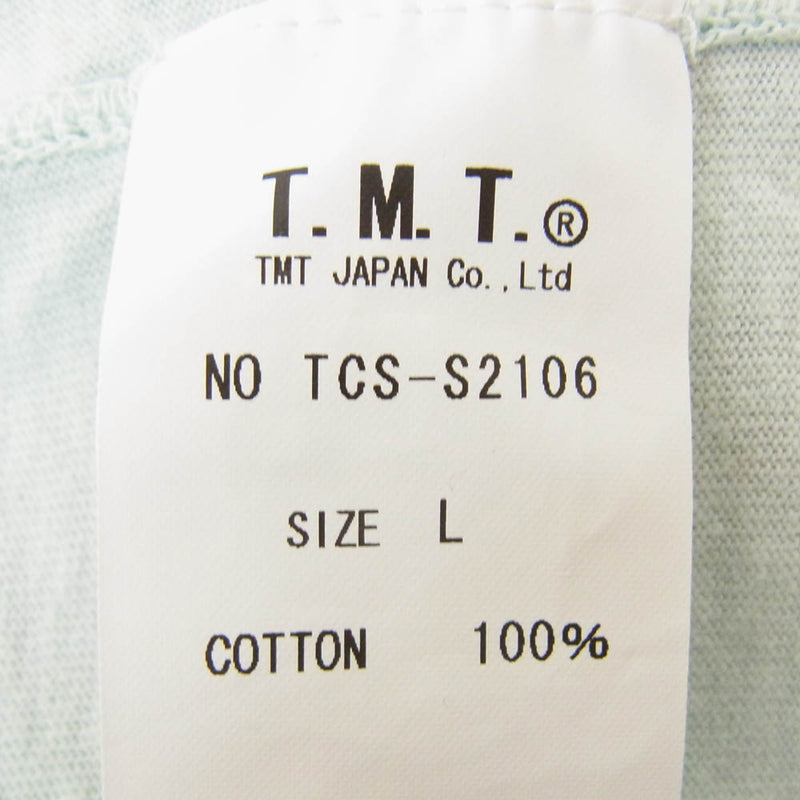 T.M.T.®
TMT JAPAN Co.,Ltd
NO TCS-S2106
SIZE L
COTTON 100%